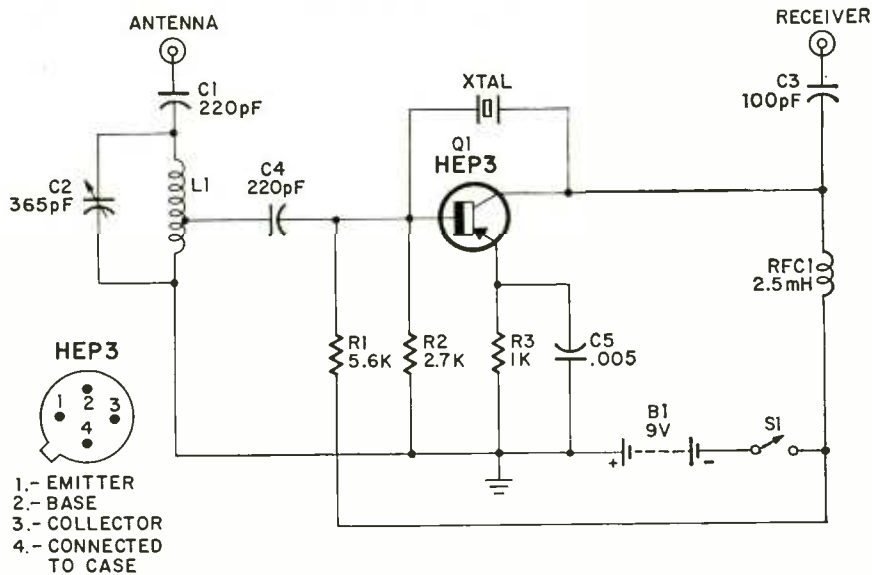 ANTENNA
RECEIVER
C1
220pF
XTAL
C3
100pF
Q1
HEP3
C2
365pF
L1
C4
220pF
RFC1
2.5mH
HEP3
R1
5.6K
R2
2.7K
R3
1K
C5
.005
1 2 3
4
B1
9V
S1
+ -
1.- EMITTER
2.- BASE
3.- COLLECTOR
4.- CONNECTED
TO CASE